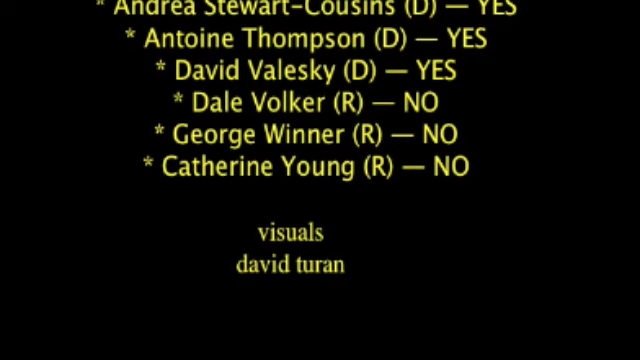 * Andrea Stewart-Cousins (D) — YES
* Antoine Thompson (D) — YES
* David Valesky (D) — YES
* Dale Volker (R) — NO
* George Winner (R) — NO
* Catherine Young (R) — NO
visuals
david turan